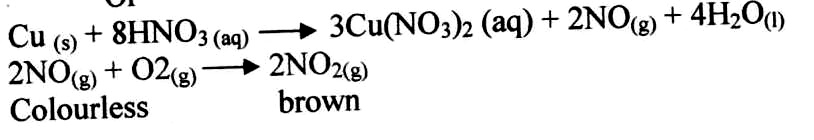 Cu (s) + 8HNO3 (aq) ⟶ 3Cu(NO3)2 (aq) + 2NO(g) + 4H2O(l)
2NO(g) + O2(g) ⟶ 2NO2(g)
Colourless brown